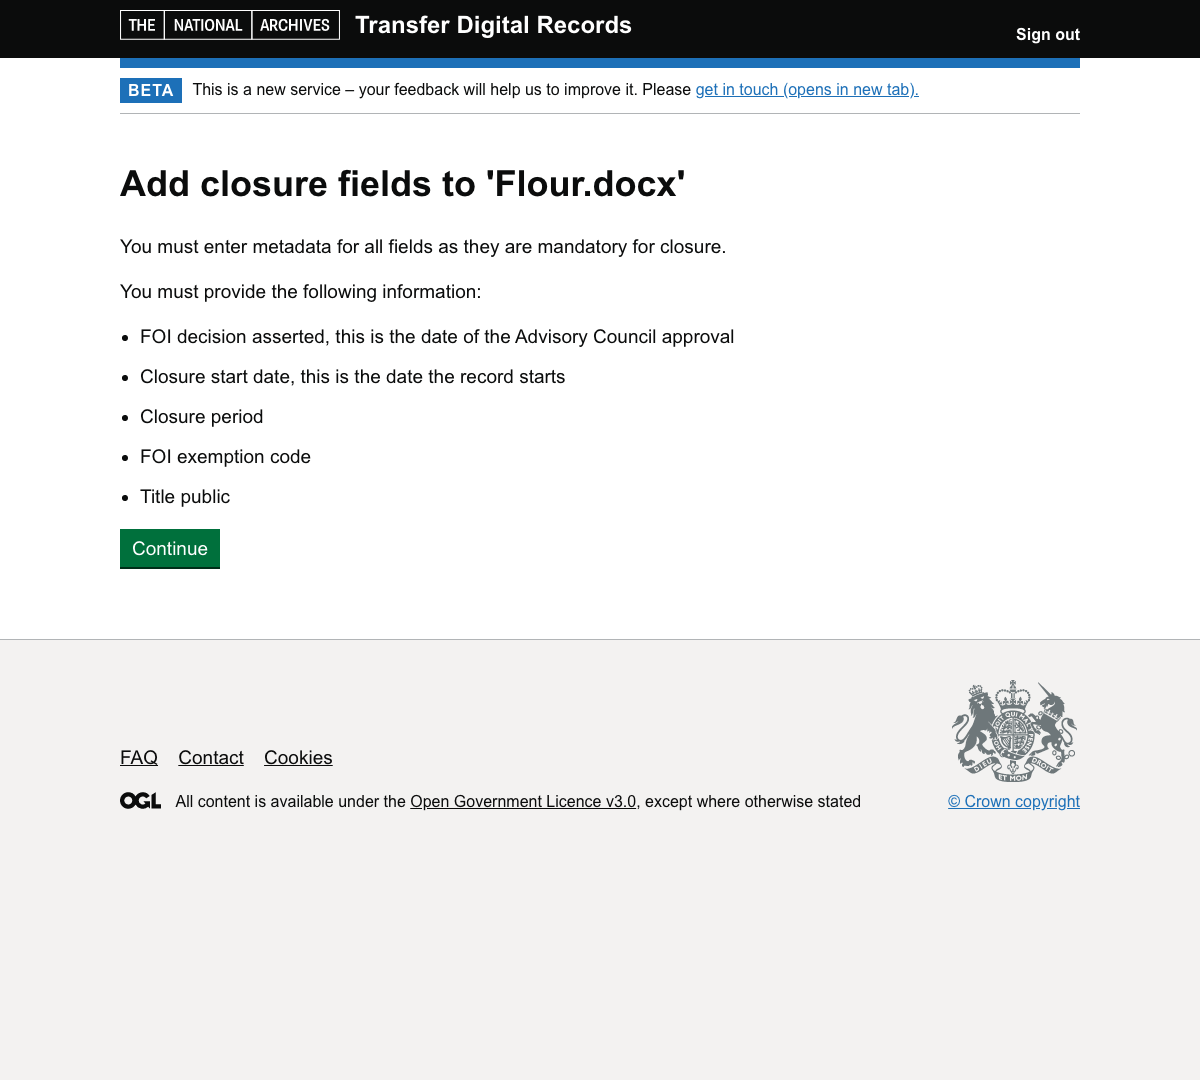 THE NATIONAL ARCHIVES Transfer Digital Records
Sign out
BETA This is a new service – your feedback will help us to improve it. Please get in touch (opens in new tab).
Add closure fields to 'Flour.docx'
You must enter metadata for all fields as they are mandatory for closure.
You must provide the following information:
• FOI decision asserted, this is the date of the Advisory Council approval
• Closure start date, this is the date the record starts
• Closure period
• FOI exemption code
• Title public
Continue
FAQ Contact Cookies
DIEU ET MON DROIT
OGL All content is available under the Open Government Licence v3.0, except where otherwise stated
© Crown copyright